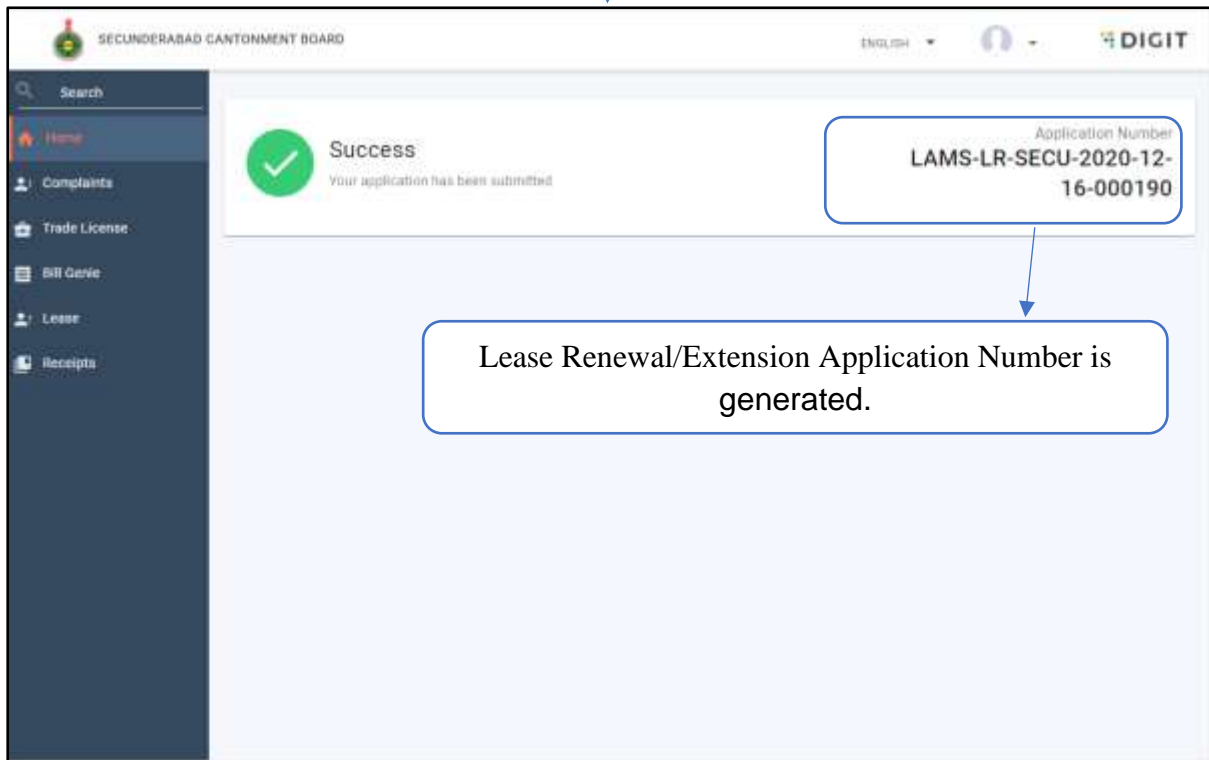 SECUNDERABAD CANTONMENT BOARD
ENGLISH
DIGIT
Search
Home
Complaints
Trade License
Bill Genie
Lease
Receipts
Success
Your application has been submitted
Application Number
LAMS-LR-SECU-2020-12-
16-000190
Lease Renewal/Extension Application Number is
generated.